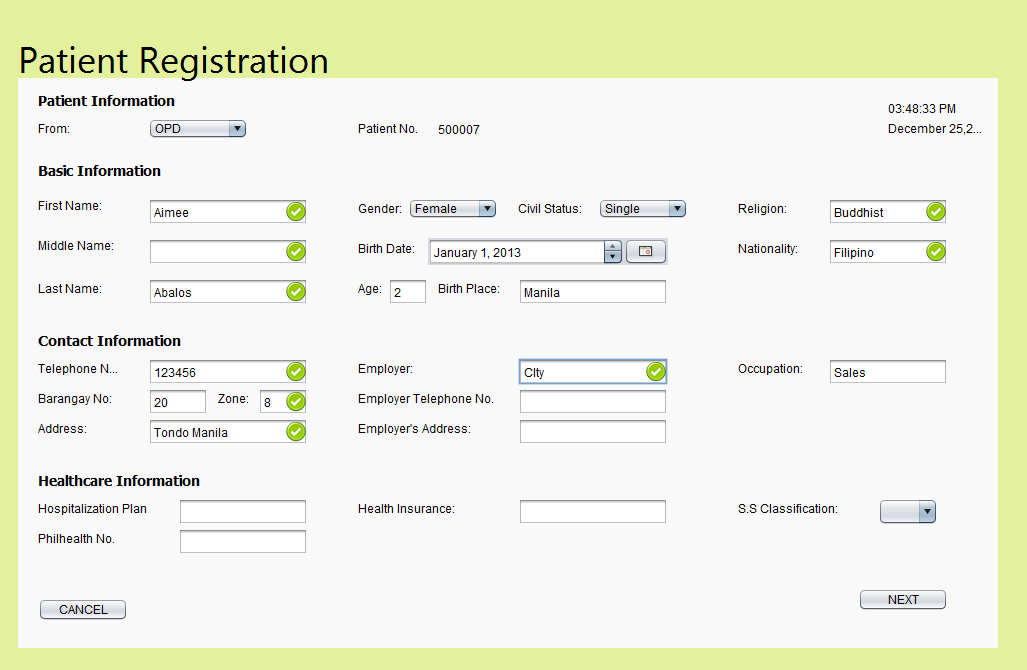 Patient Registration
Patient Information
03:48:33 PM
From: OPD Patient No. 500007 December 25,2...
Basic Information
First Name: Aimee Gender: Female Civil Status: Single Religion: Buddhist
Middle Name: Birth Date: January 1, 2013 Nationality: Filipino
Last Name: Abalos Age: 2 Birth Place: Manila
Contact Information
Telephone N... 123456 Employer: CIty Occupation: Sales
Barangay No: 20 Zone: 8 Employer Telephone No.
Address: Tondo Manila Employer's Address:
Healthcare Information
Hospitalization Plan Health Insurance: S.S Classification:
Philhealth No.
CANCEL NEXT